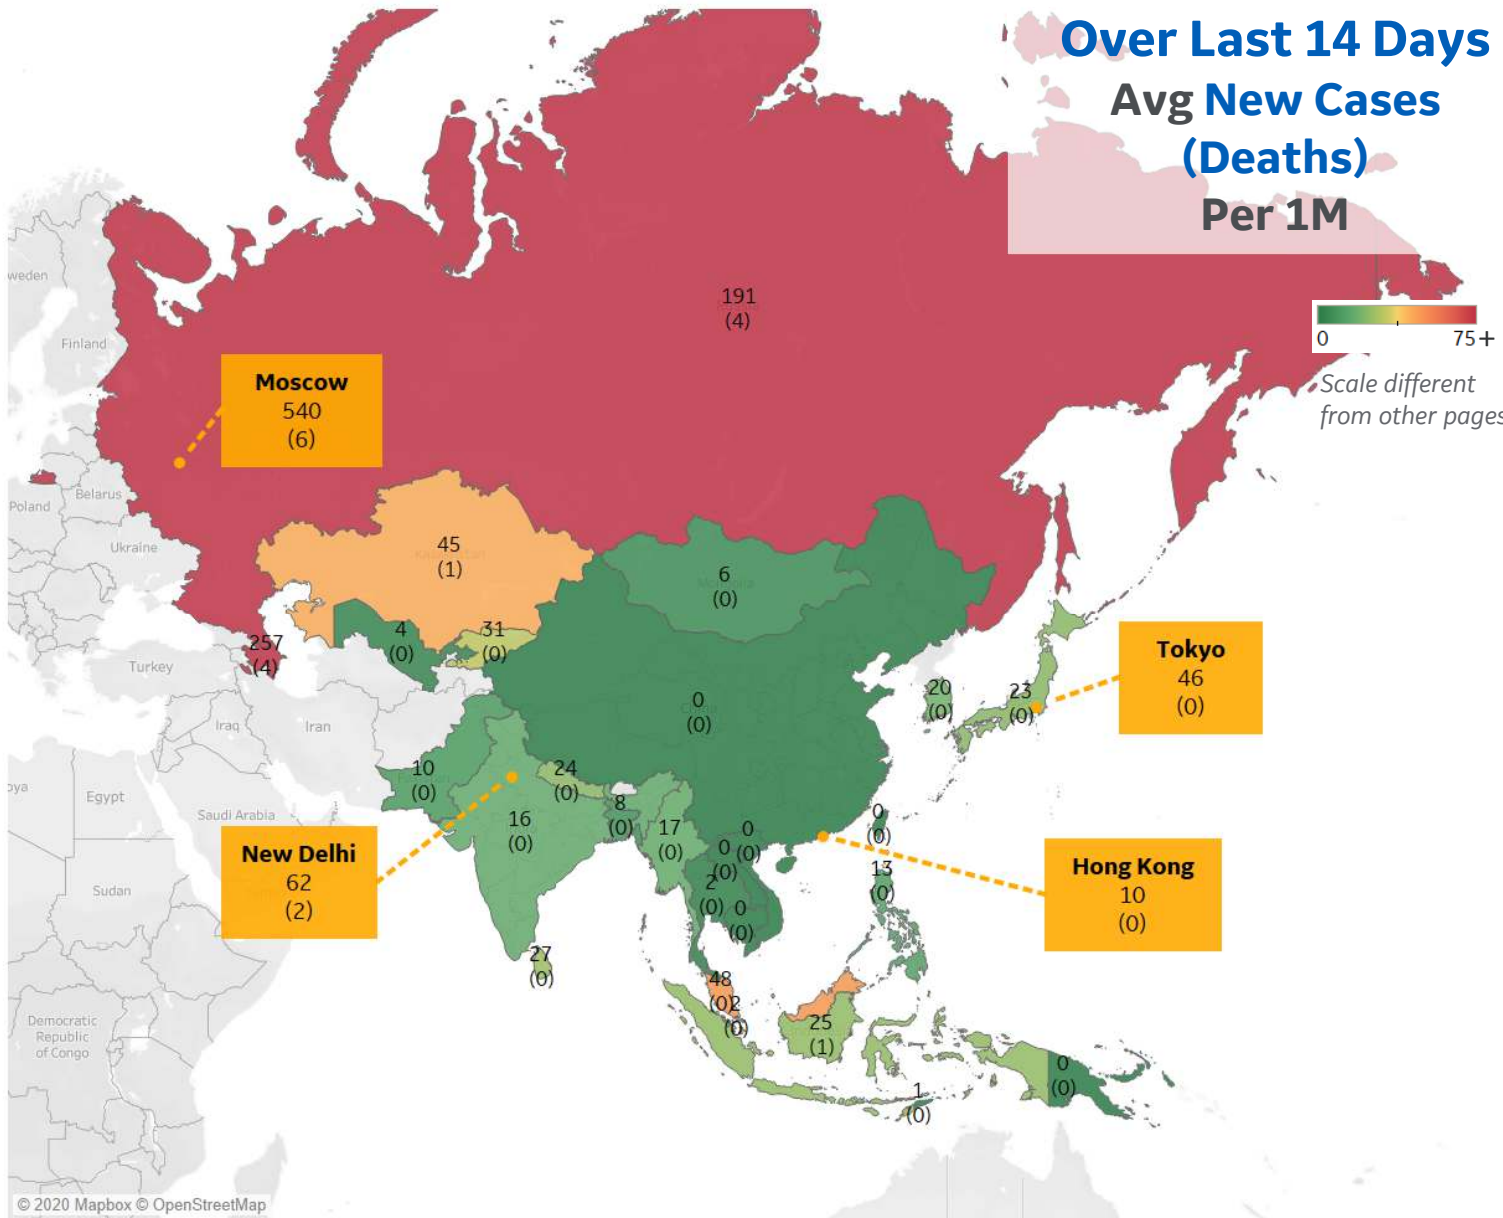 Over Last 14 Days
Avg New Cases
(Deaths)
Per 1M
0
75+
Scale different
from other pages
191
(4)
Moscow
540
(6)
weden
Finland
Belarus
Poland
Ukraine
45
(1)
6
(0)
4
(0)
31
(0)
257
(4)
Turkey
Iraq
Iran
0
(0)
20
(0)
23
(0)
Tokyo
46
(0)
10
(0)
24
(0)
8
(0)
16
(0)
17
(0)
0
(0)
0
(0)
2
(0)
0
(0)
0
(0)
13
(0)
oya
Egypt
Saudi Arabia
Sudan
New Delhi
62
(2)
Hong Kong
10
(0)
27
(0)
48
(0)
2
(0)
25
(1)
1
(0)
0
(0)
Democratic
Republic
of Congo
© 2020 Mapbox © OpenStreetMap